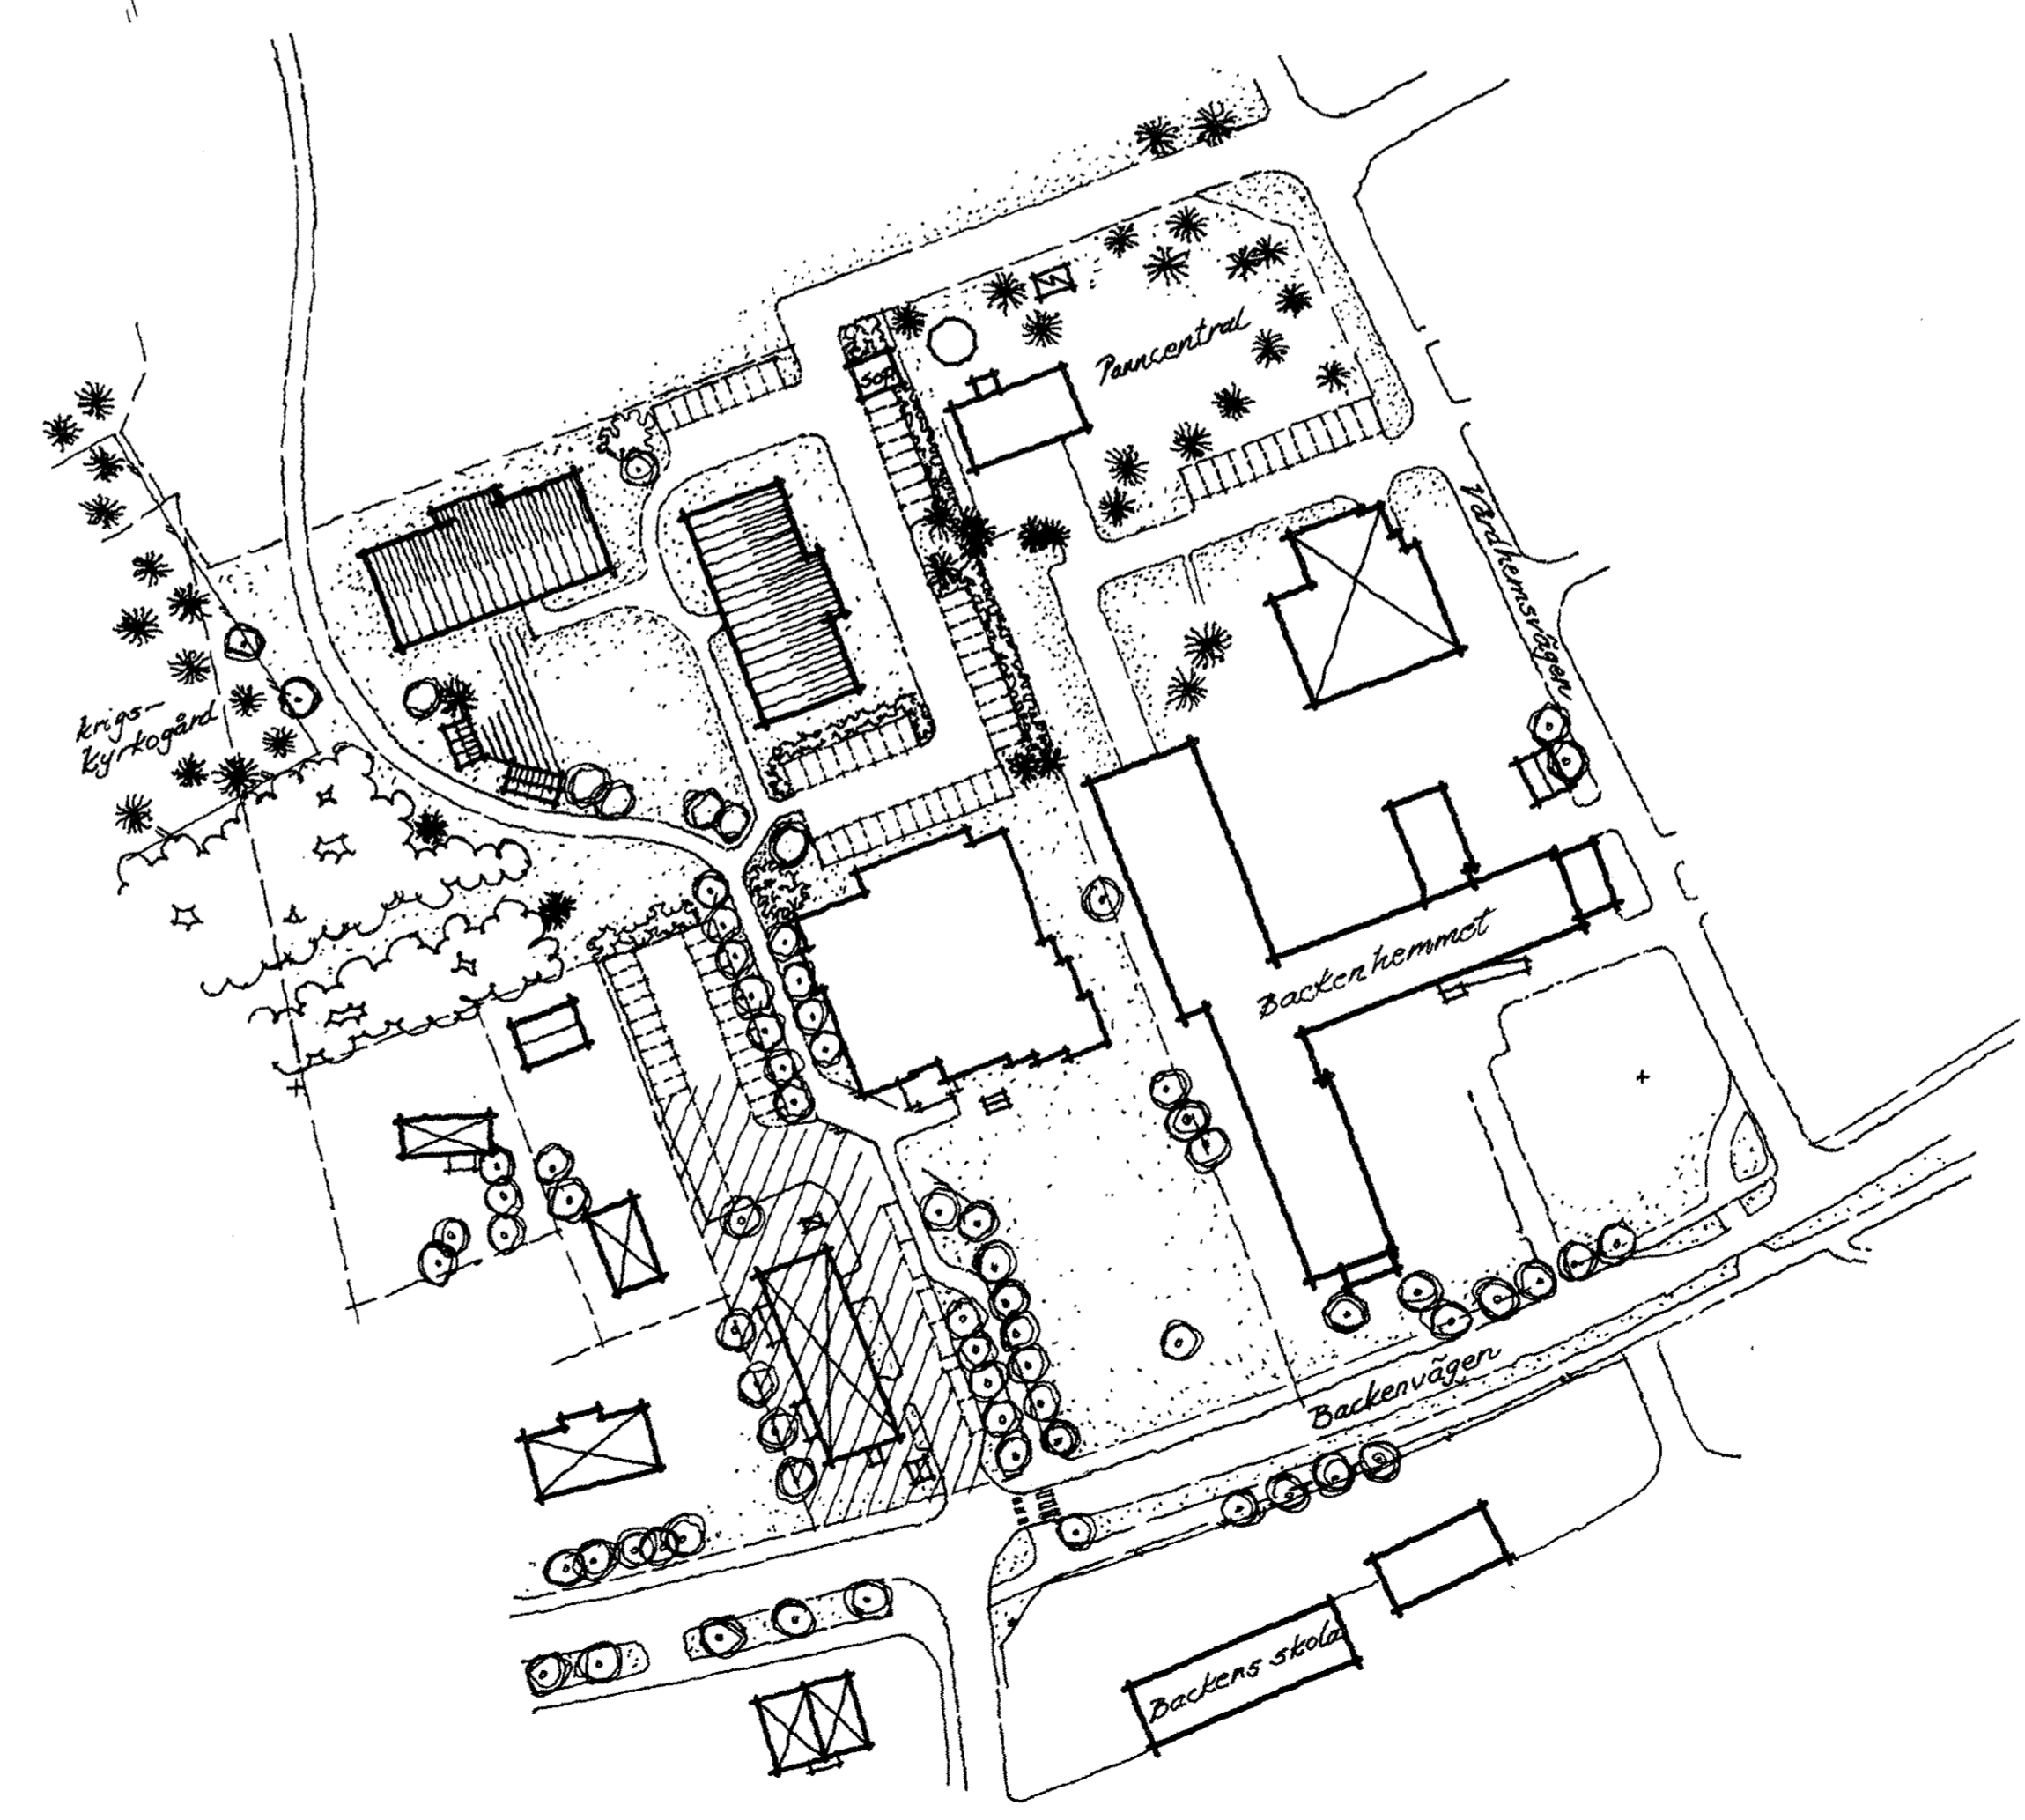 Panncentral
SOP
Vårdhemsvägen
krigs-
kyrkogård
Backenhemmet
Backenvägen
Backens skola